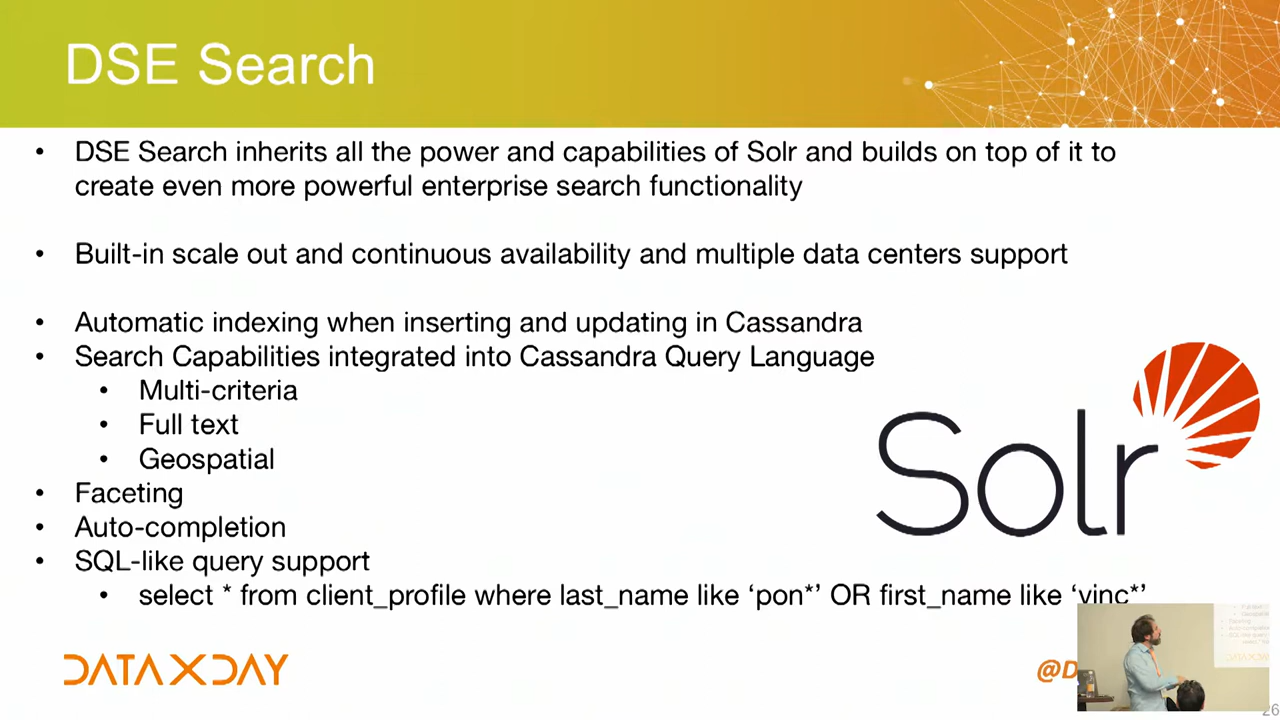 DSE Search
• DSE Search inherits all the power and capabilities of Solr and builds on top of it to
create even more powerful enterprise search functionality
• Built-in scale out and continuous availability and multiple data centers support
• Automatic indexing when inserting and updating in Cassandra
• Search Capabilities integrated into Cassandra Query Language
• Multi-criteria
• Full text
• Geospatial
• Faceting
• Auto-completion
• SQL-like query support
• select * from client_profile where last_name like ‘pon*’ OR first_name like ‘vinc*’
Solr
DATA X DAY
26